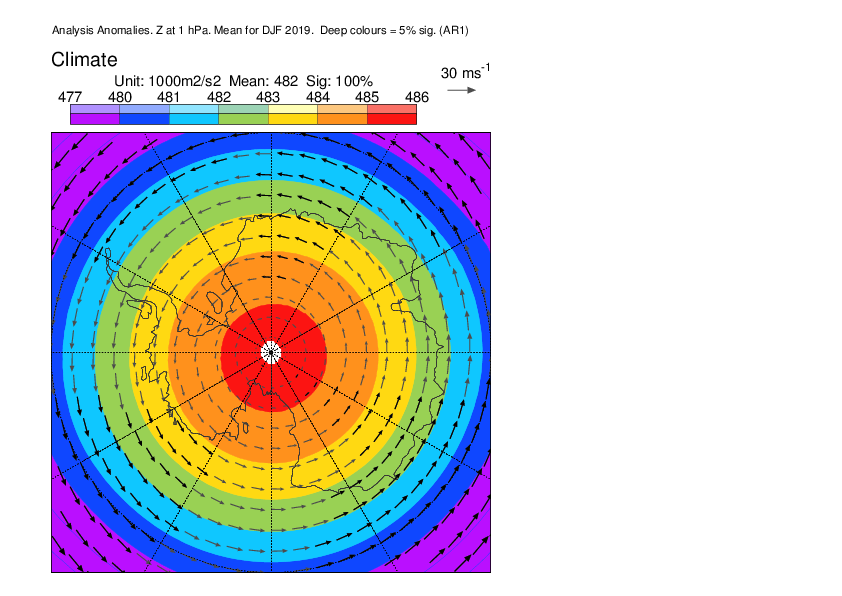 Analysis Anomalies. Z at 1 hPa. Mean for DJF 2019.  Deep colours = 5% sig. (AR1)
Climate
30 ms-1
Unit: 1000m2/s2  Mean: 482  Sig: 100%
477 480 481 482 483 484 485 486